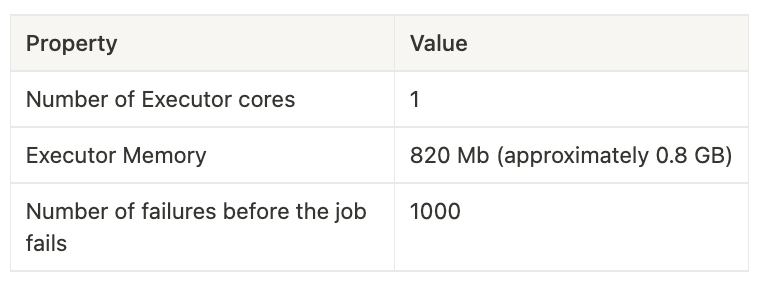 Property Value
Number of Executor cores 1
Executor Memory 820 Mb (approximately 0.8 GB)
Number of failures before the job 1000
fails